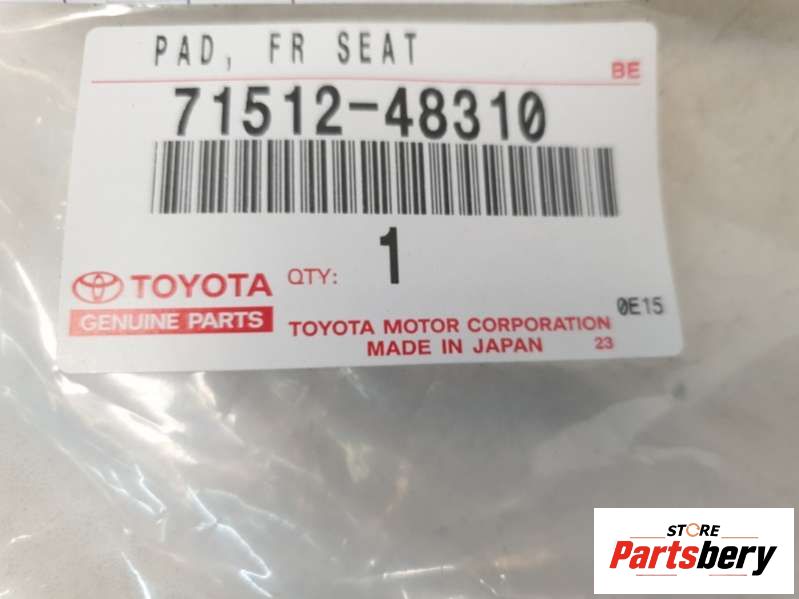 PAD, FR SEAT
BE
71512-48310
TOYOTA
GENUINE PARTS
QTY: 1
TOYOTA MOTOR CORPORATION
MADE IN JAPAN 23
0E15
STORE
Partsbery